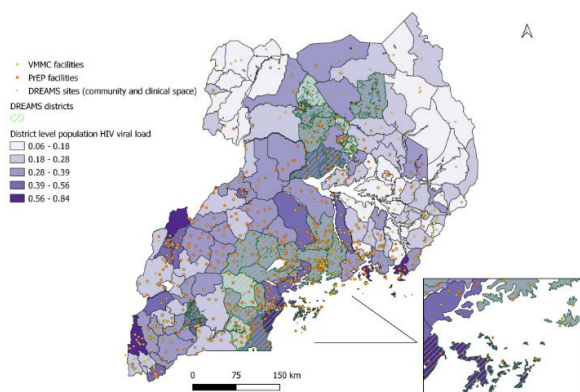 VMMC facilities
PrEP facilities
DREAMS sites (community and clinical space)
DREAMS districts
District level population HIV viral load
0.06 - 0.18
0.18 - 0.28
0.28 - 0.39
0.39 - 0.56
0.56 - 0.84
0 75 150 km